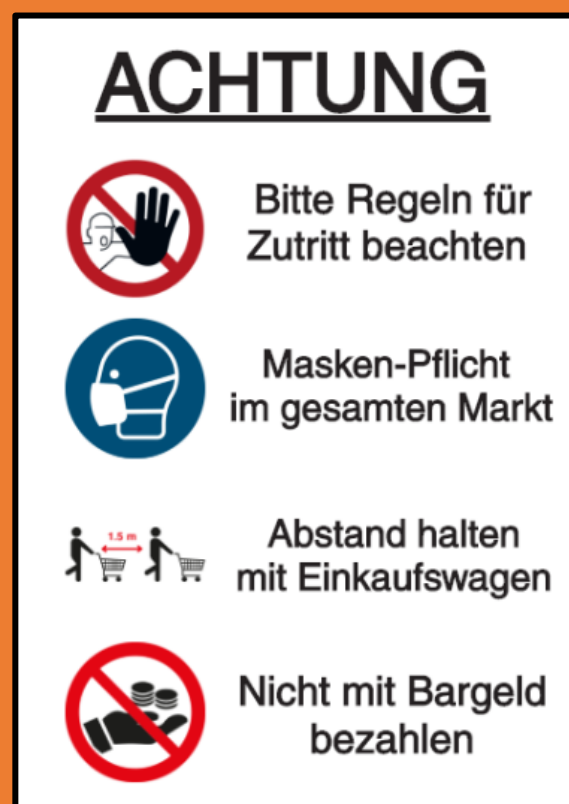 ACHTUNG
Bitte Regeln für
Zutritt beachten
Masken-Pflicht
im gesamten Markt
1.5 m
Abstand halten
mit Einkaufswagen
Nicht mit Bargeld
bezahlen